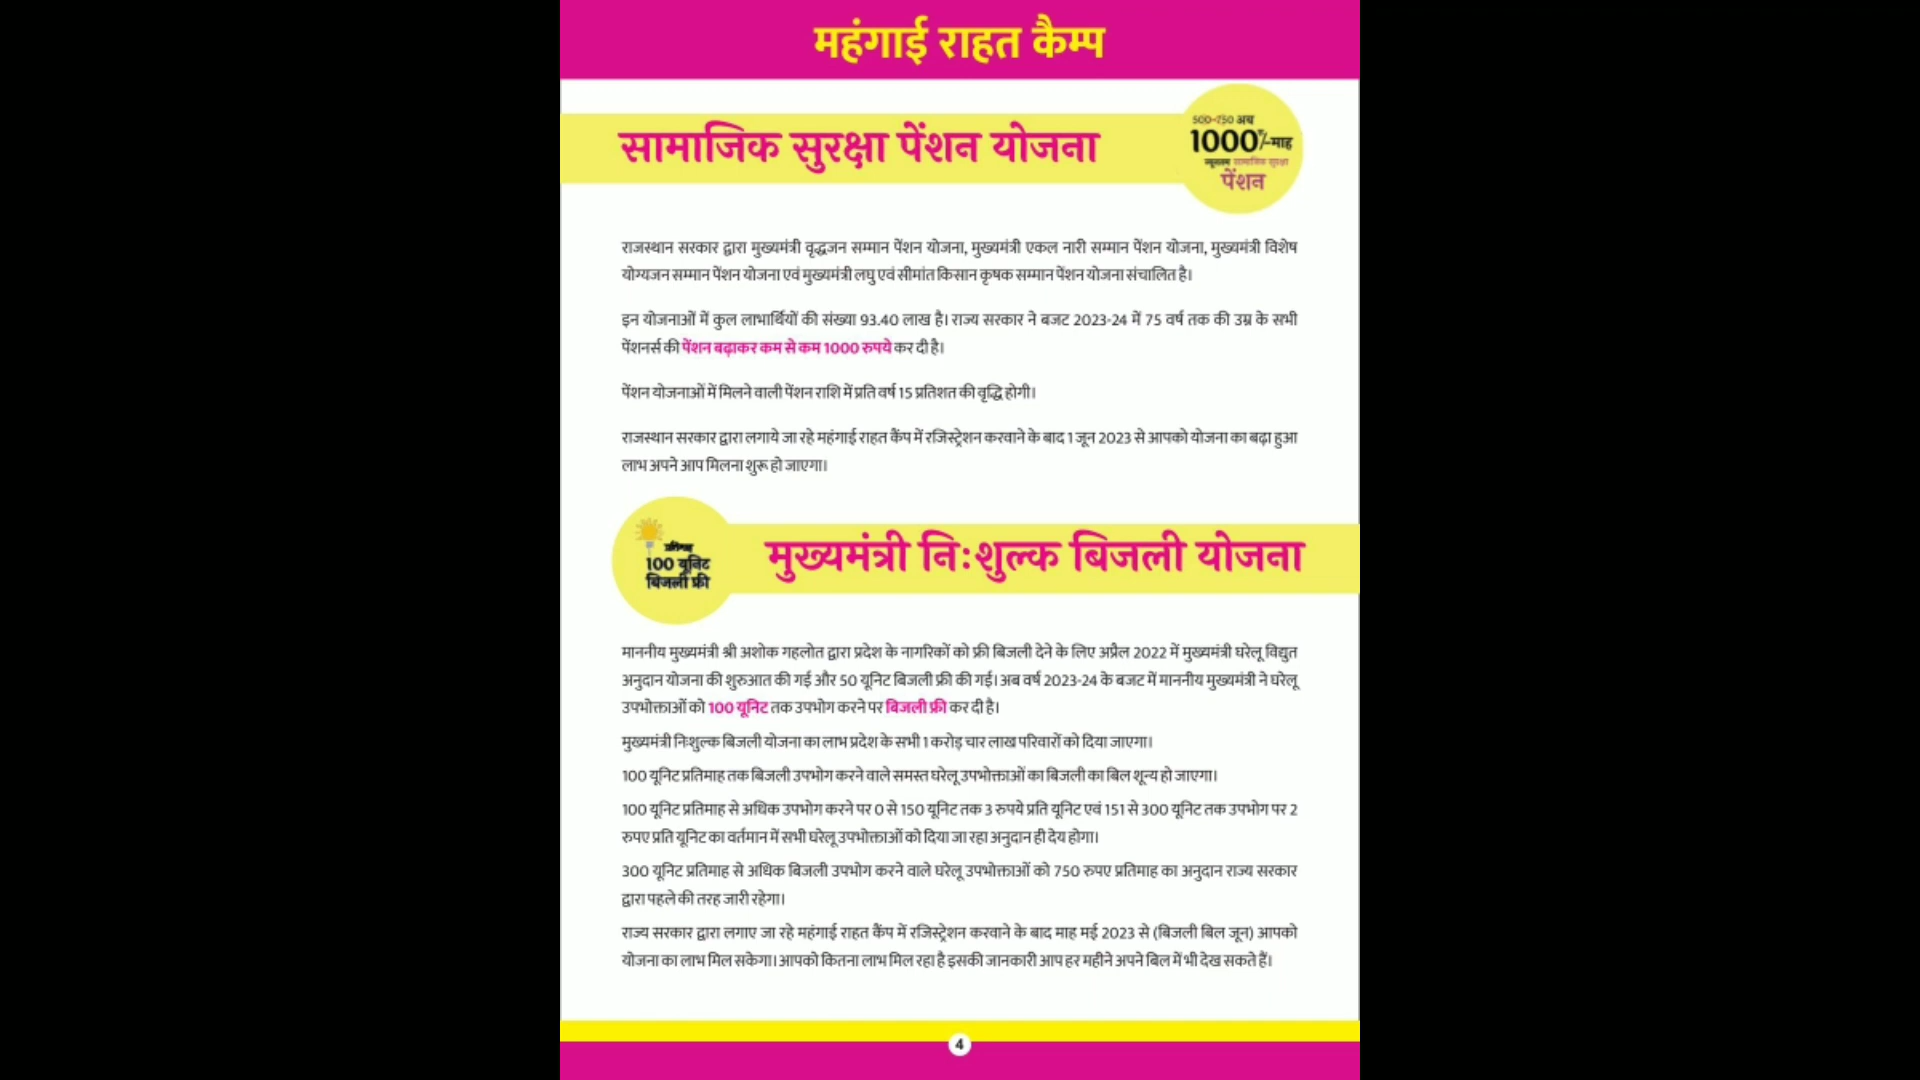 महंगाई राहत कैम्प
सामाजिक सुरक्षा पेंशन योजना
500-750 अब
1000₹/-माह
न्यूनतम सामाजिक सुरक्षा
पेंशन
राजस्थान सरकार द्वारा मुख्यमंत्री वृद्धजन सम्मान पेंशन योजना, मुख्यमंत्री एकल नारी सम्मान पेंशन योजना, मुख्यमंत्री विशेष
योग्यजन सम्मान पेंशन योजना एवं मुख्यमंत्री लघु एवं सीमांत किसान कृषक सम्मान पेंशन योजना संचालित है।
इन योजनाओं में कुल लाभार्थियों की संख्या 93.40 लाख है। राज्य सरकार ने बजट 2023-24 में 75 वर्ष तक की उम्र के सभी
पेंशनर्स की पेंशन बढ़ाकर कम से कम 1000 रुपये कर दी है।
पेंशन योजनाओं में मिलने वाली पेंशन राशि में प्रति वर्ष 15 प्रतिशत की वृद्धि होगी।
राजस्थान सरकार द्वारा लगाये जा रहे महंगाई राहत कैंप में रजिस्ट्रेशन करवाने के बाद 1 जून 2023 से आपको योजना का बढ़ा हुआ
लाभ अपने आप मिलना शुरू हो जाएगा।
प्रतिमाह
100 यूनिट
बिजली फ्री
मुख्यमंत्री निःशुल्क बिजली योजना
माननीय मुख्यमंत्री श्री अशोक गहलोत द्वारा प्रदेश के नागरिकों को फ्री बिजली देने के लिए अप्रैल 2022 में मुख्यमंत्री घरेलू विद्युत
अनुदान योजना की शुरुआत की गई और 50 यूनिट बिजली फ्री की गई। अब वर्ष 2023-24 के बजट में माननीय मुख्यमंत्री ने घरेलू
उपभोक्ताओं को 100 यूनिट तक उपभोग करने पर बिजली फ्री कर दी है।
मुख्यमंत्री निःशुल्क बिजली योजना का लाभ प्रदेश के सभी 1 करोड़ चार लाख परिवारों को दिया जाएगा।
100 यूनिट प्रतिमाह तक बिजली उपभोग करने वाले समस्त घरेलू उपभोक्ताओं का बिजली का बिल शून्य हो जाएगा।
100 यूनिट प्रतिमाह से अधिक उपभोग करने पर 0 से 150 यूनिट तक 3 रुपये प्रति यूनिट एवं 151 से 300 यूनिट तक उपभोग पर 2
रुपए प्रति यूनिट का वर्तमान में सभी घरेलू उपभोक्ताओं को दिया जा रहा अनुदान ही देय होगा।
300 यूनिट प्रतिमाह से अधिक बिजली उपभोग करने वाले घरेलू उपभोक्ताओं को 750 रुपए प्रतिमाह का अनुदान राज्य सरकार
द्वारा पहले की तरह जारी रहेगा।
राज्य सरकार द्वारा लगाए जा रहे महंगाई राहत कैंप में रजिस्ट्रेशन करवाने के बाद माह मई 2023 से (बिजली बिल जून) आपको
योजना का लाभ मिल सकेगा। आपको कितना लाभ मिल रहा है इसकी जानकारी आप हर महीने अपने बिल में भी देख सकते हैं।
4